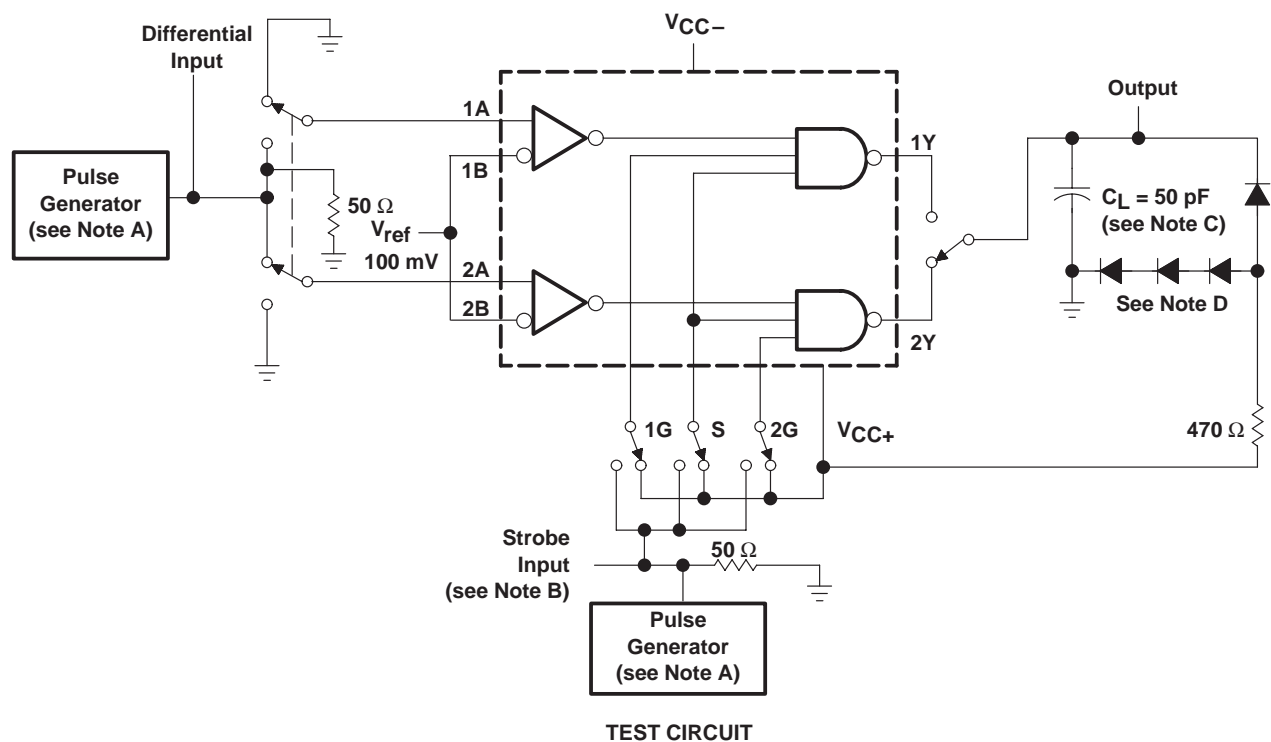 Differential
Input
VCC−
Output
1A
1B
1Y
Pulse
Generator
(see Note A)
50 Ω
Vref
100 mV
CL = 50 pF
(see Note C)
2A
2B
2Y
See Note D
1G
S
2G
VCC+
470 Ω
Strobe
Input
(see Note B)
50 Ω
Pulse
Generator
(see Note A)
TEST CIRCUIT